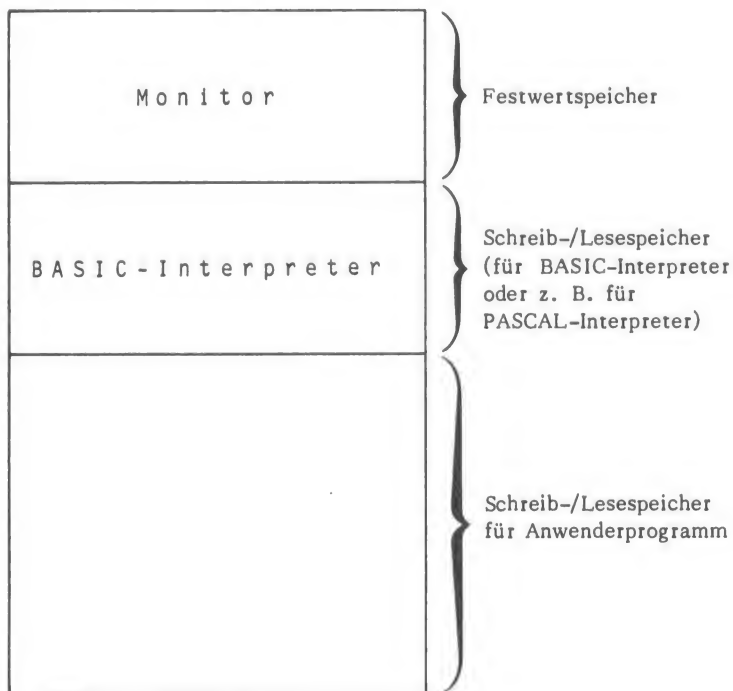 Monitor
Festwertspeicher
BASIC-Interpreter
Schreib-/Lesespeicher
(für BASIC-Interpreter
oder z. B. für
PASCAL-Interpreter)
Schreib-/Lesespeicher
für Anwenderprogramm